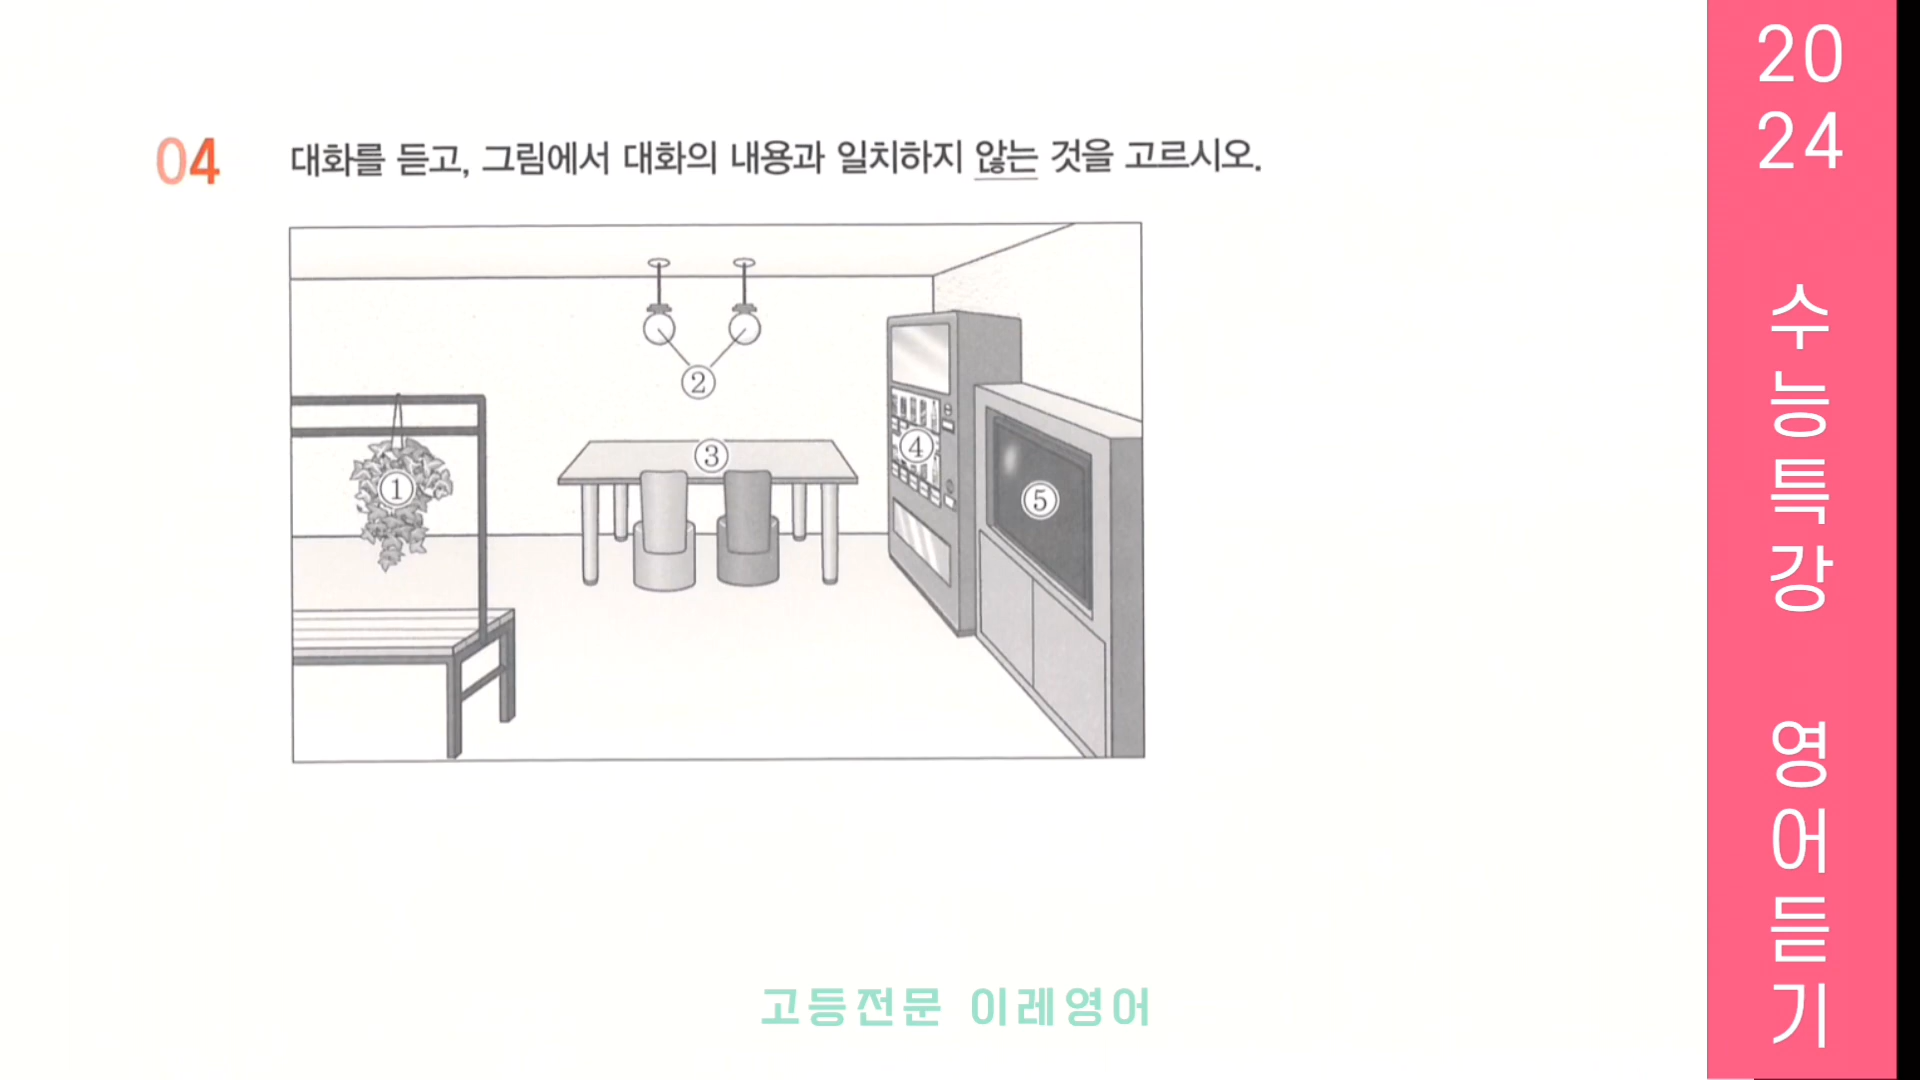 04 대화를 듣고, 그림에서 대화의 내용과 일치하지 않는 것을 고르시오.
②
③
④
①
⑤
고등전문 이레영어
2024 수능특강 영어듣기